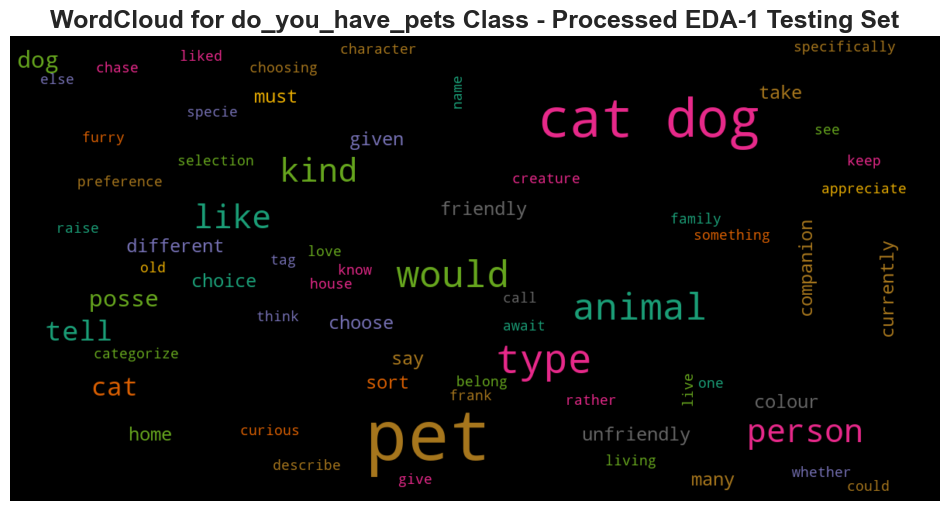 WordCloud for do_you_have_pets Class - Processed EDA-1 Testing Set
character
specifically
dog
liked
else
chase
choosing
name
must
take
specie
cat dog
furry
given
see
selection
kind
keep
preference
creature
appreciate
like
friendly
raise
family
different
love
something
companion
currently
old
tag
know
choice
house
would
posse
call
animal
tell
think
choose
await
categorize
say
type
cat
sort
belong
frank
live
one
rather
colour
home
curious
pet
unfriendly
person
describe
living
give
many
whether
could